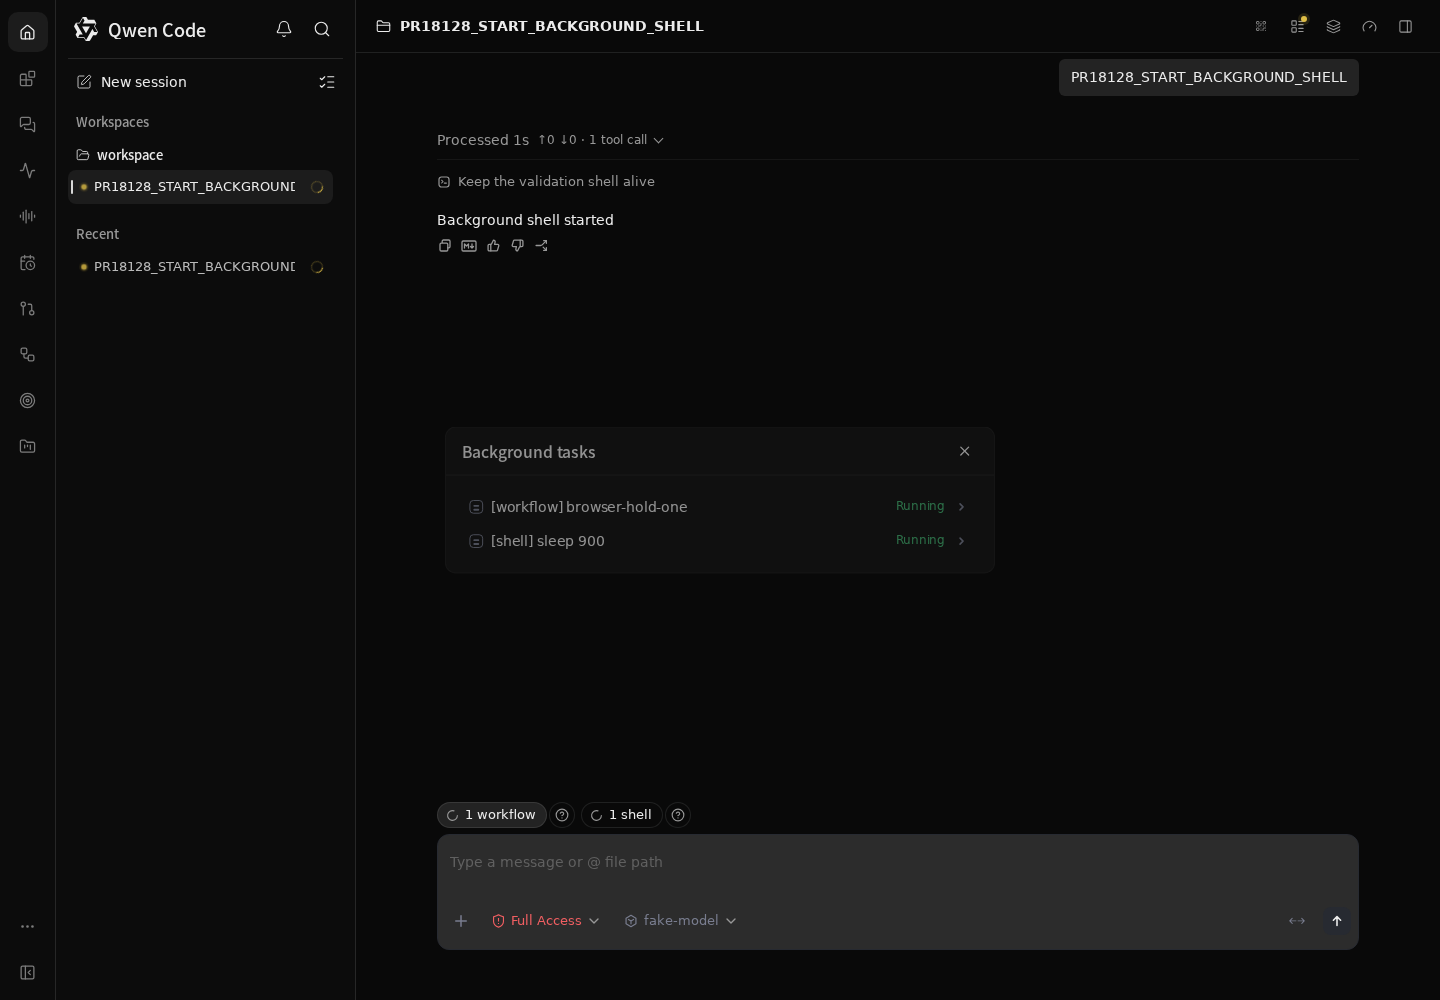 Qwen Code
New session
Workspaces
workspace
PR18128_START_BACKGROUND
Recent
PR18128_START_BACKGROUND
PR18128_START_BACKGROUND_SHELL
PR18128_START_BACKGROUND_SHELL
Processed 1s ↑0 ↓0 · 1 tool call
Keep the validation shell alive
Background shell started
Background tasks
[workflow] browser-hold-one Running
[shell] sleep 900 Running
1 workflow
1 shell
Type a message or @ file path
Full Access
fake-model